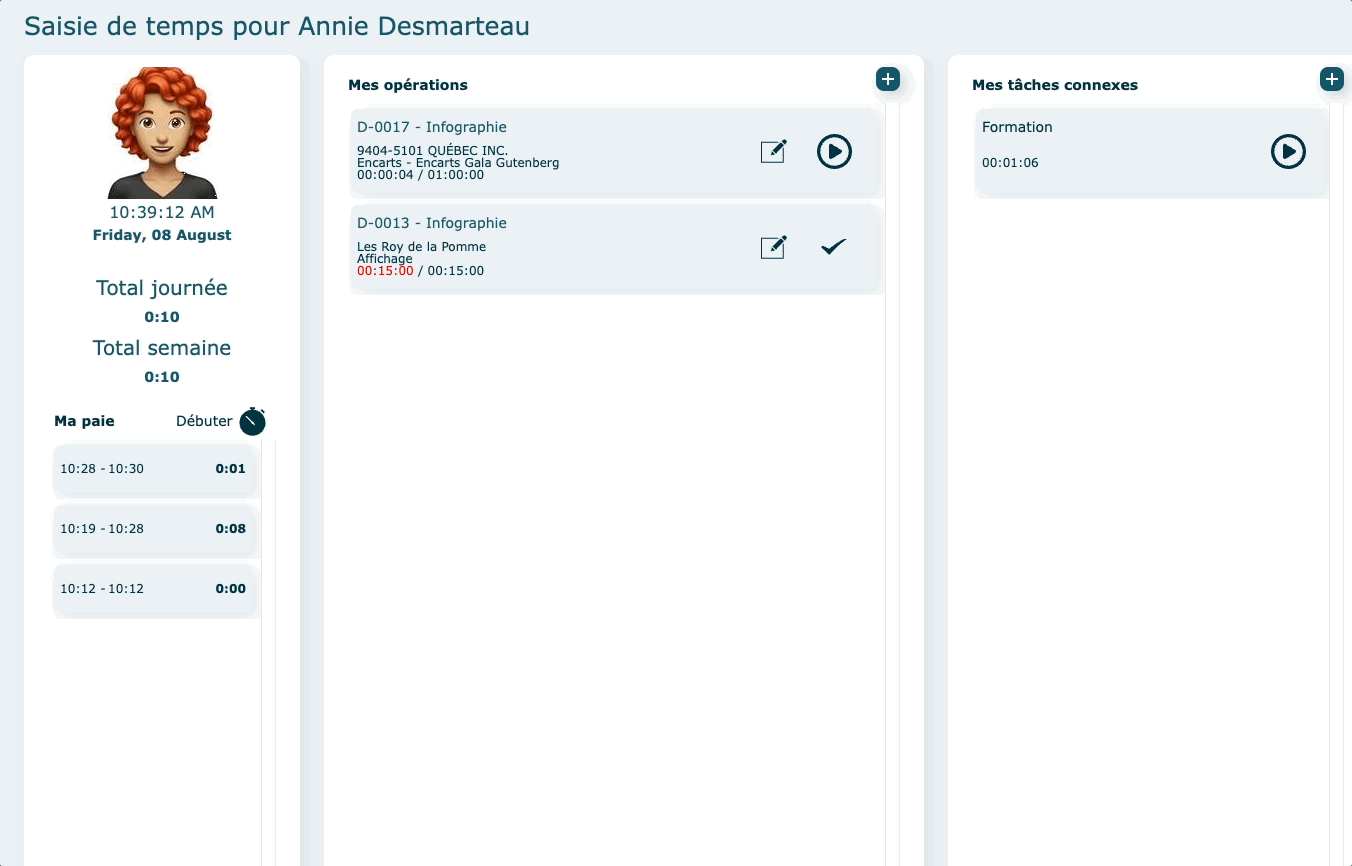 Saisie de temps pour Annie Desmarteau
10:39:12 AM
Friday, 08 August
Total journée
0:10
Total semaine
0:10
Ma paie
Débuter
10:28 - 10:30
0:01
10:19 - 10:28
0:08
10:12 - 10:12
0:00
Mes opérations
D-0017 - Infographie
9404-5101 QUÉBEC INC.
Encarts - Encarts Gala Gutenberg
00:00:04 / 01:00:00
D-0013 - Infographie
Les Roy de la Pomme
Affichage
00:15:00 / 00:15:00
Mes tâches connexes
Formation
00:01:06